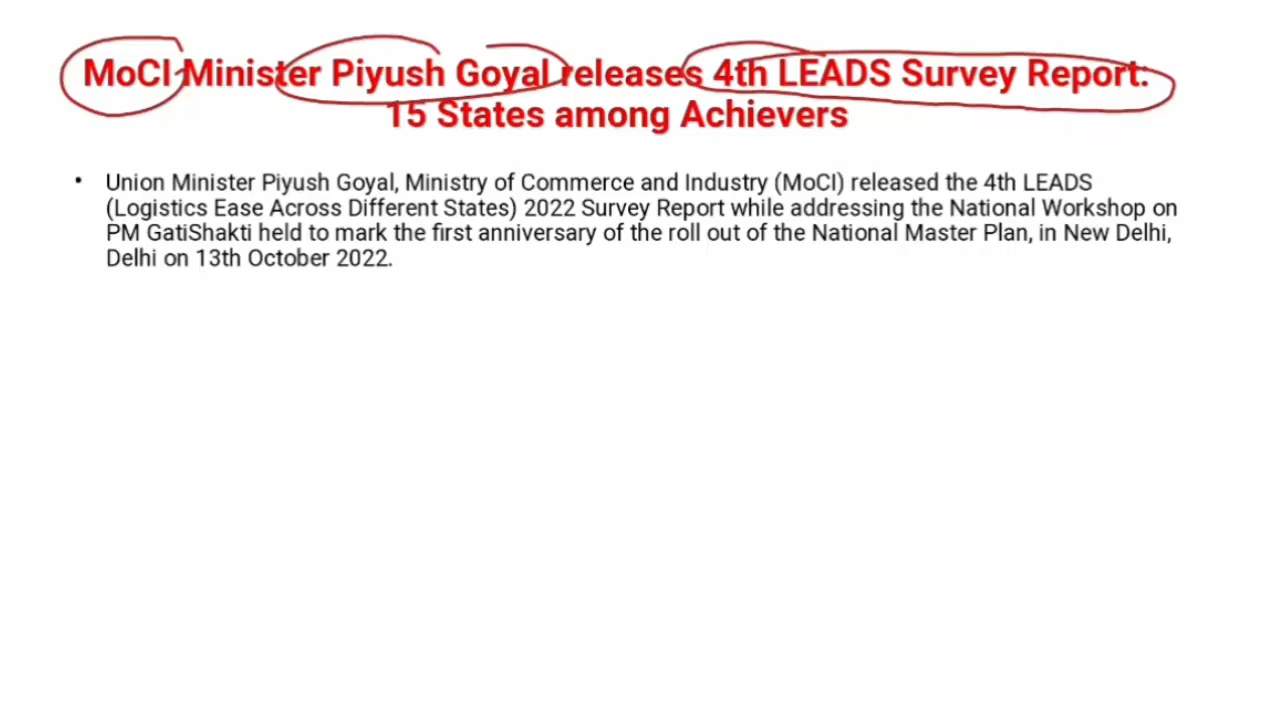 MoCI Minister Piyush Goyal releases 4th LEADS Survey Report:
15 States among Achievers
• Union Minister Piyush Goyal, Ministry of Commerce and Industry (MoCI) released the 4th LEADS
(Logistics Ease Across Different States) 2022 Survey Report while addressing the National Workshop on
PM GatiShakti held to mark the first anniversary of the roll out of the National Master Plan, in New Delhi,
Delhi on 13th October 2022.